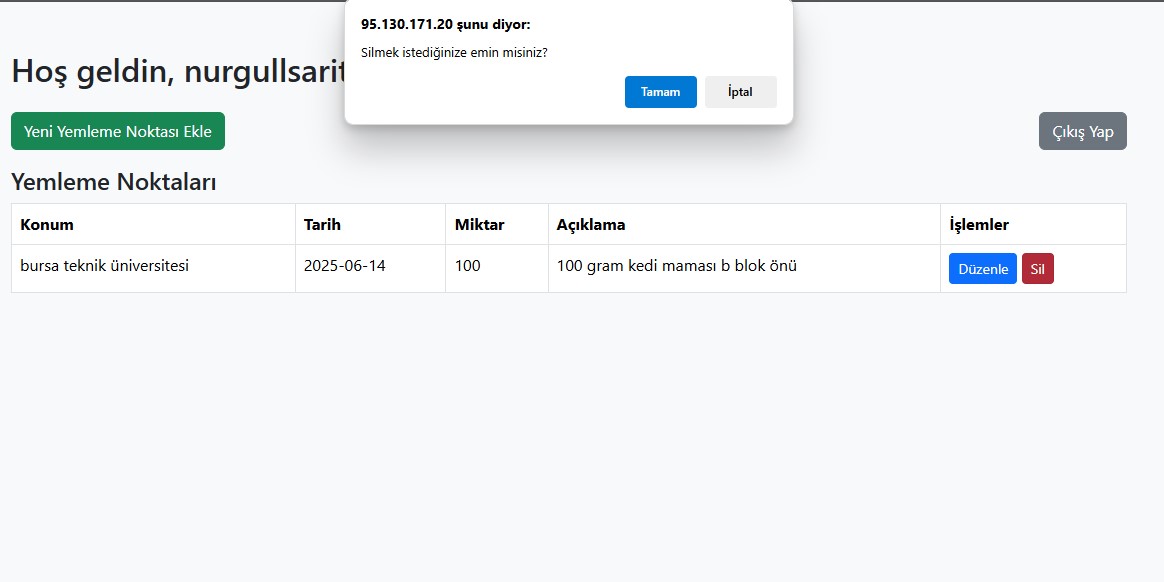 95.130.171.20 şunu diyor:
Silmek istediğinize emin misiniz?
Tamam İptal
Hoş geldin, nurgullsarit
Yeni Yemleme Noktası Ekle Çıkış Yap
Yemleme Noktaları
Konum Tarih Miktar Açıklama İşlemler
bursa teknik üniversitesi 2025-06-14 100 100 gram kedi maması b blok önü Düzenle Sil